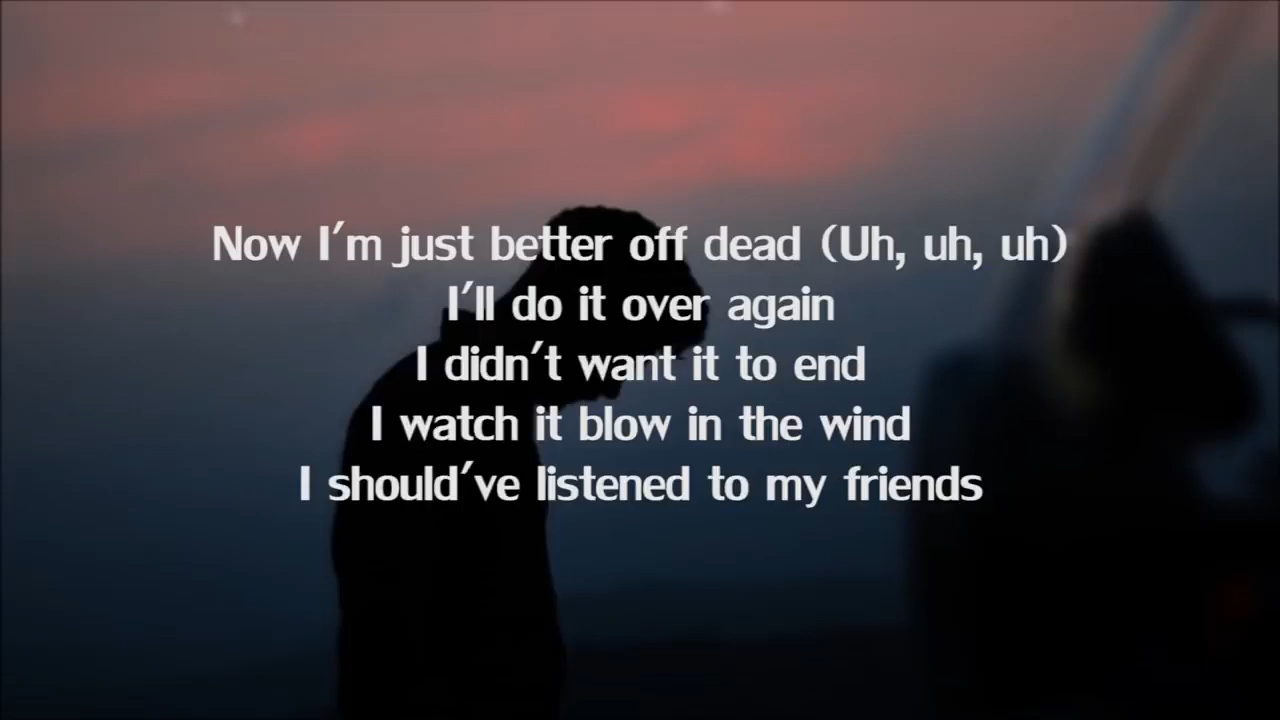 Now I'm just better off dead (Uh, uh, uh)
I'll do it over again
I didn't want it to end
I watch it blow in the wind
I should've listened to my friends